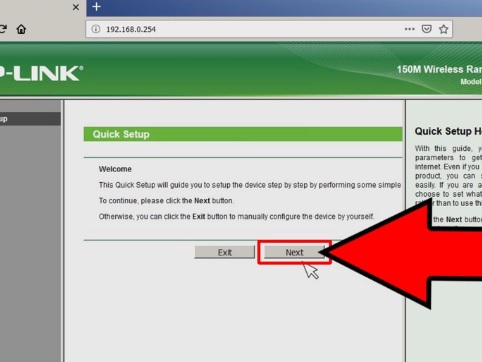 192.168.0.254
-LINK®
150M Wireless Ran
Model
up
Quick Setup
Welcome
This Quick Setup will guide you to setup the device step by step by performing some simple
To continue, please click the Next button.
Otherwise, you can click the Exit button to manually configure the device by yourself.
Exit
Next
Quick Setup H
With this guide, y
parameters to get
internet. Even if you
product, you can s
easily. If you are a
choose to set what
than to use thi
the Next button